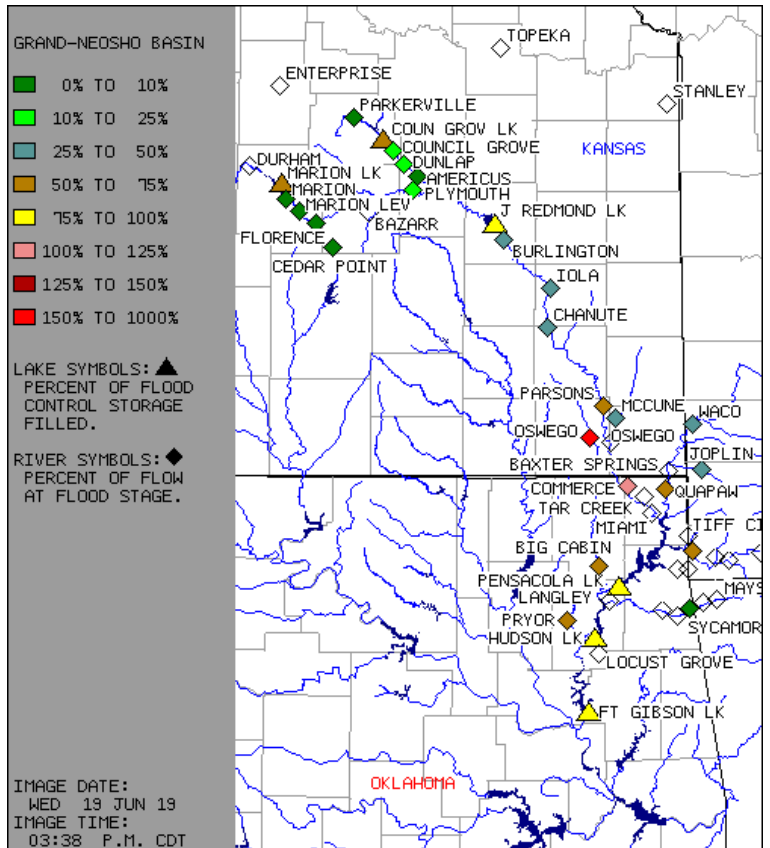 GRAND-NEOSHO BASIN
0% TO 10%
10% TO 25%
25% TO 50%
50% TO 75%
75% TO 100%
100% TO 125%
125% TO 150%
150% TO 1000%
LAKE SYMBOLS:
PERCENT OF FLOOD
CONTROL STORAGE
FILLED.
RIVER SYMBOLS:
PERCENT OF FLOW
AT FLOOD STAGE.
IMAGE DATE:
WED 19 JUN 19
IMAGE TIME:
03:38 P.M. CDT
TOPEKA
ENTERPRISE
STANLEY
PARKERVILLE
COUN GROV LK
COUNCIL GROVE
KANSAS
DURHAM
DUNLAP
MARION LK
AMERICUS
MARION
PLYMOUTH
MARION LEV
J REDMOND LK
BAZARR
FLORENCE
BURLINGTON
CEDAR POINT
IOLA
CHANUTE
PARSONS
MCCUNE
WACO
OSWEGO
OSWEGO
JOPLIN
BAXTER SPRINGS
COMMERCE
QUAPAW
TAR CREEK
MIAMI
TIFF CI
BIG CABIN
PENSACOLA LK
LANGLEY
MAYS
PRYOR
SYCAMOR
HUDSON LK
LOCUST GROVE
FT GIBSON LK
OKLAHOMA